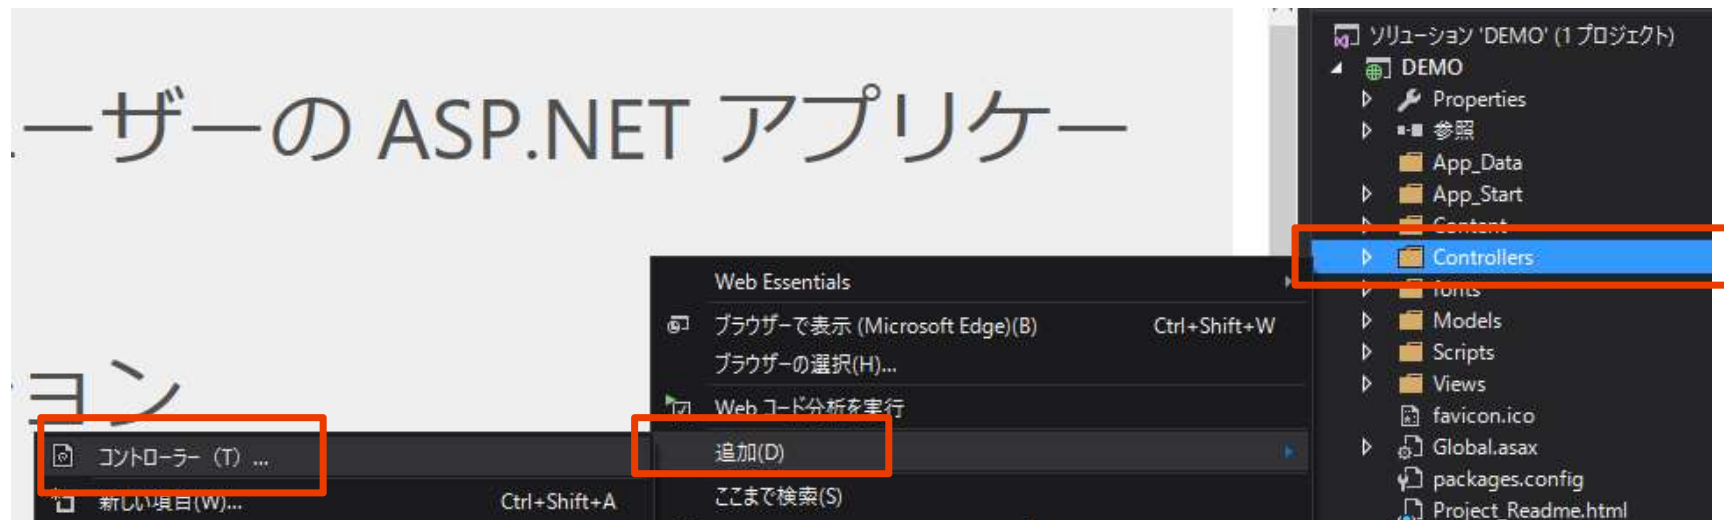 ーザーの ASP.NET アプリケー
ョン
Web Essentials
ブラウザーで表示 (Microsoft Edge)(B) Ctrl+Shift+W
ブラウザーの選択(H)...
Web コード分析を実行
追加(D)
ここまで検索(S)
コントローラー (T) ...
新しい項目(W)... Ctrl+Shift+A
ソリューション 'DEMO' (1 プロジェクト)
DEMO
Properties
参照
App_Data
App_Start
Content
Controllers
fonts
Models
Scripts
Views
favicon.ico
Global.asax
packages.config
Project_Readme.html